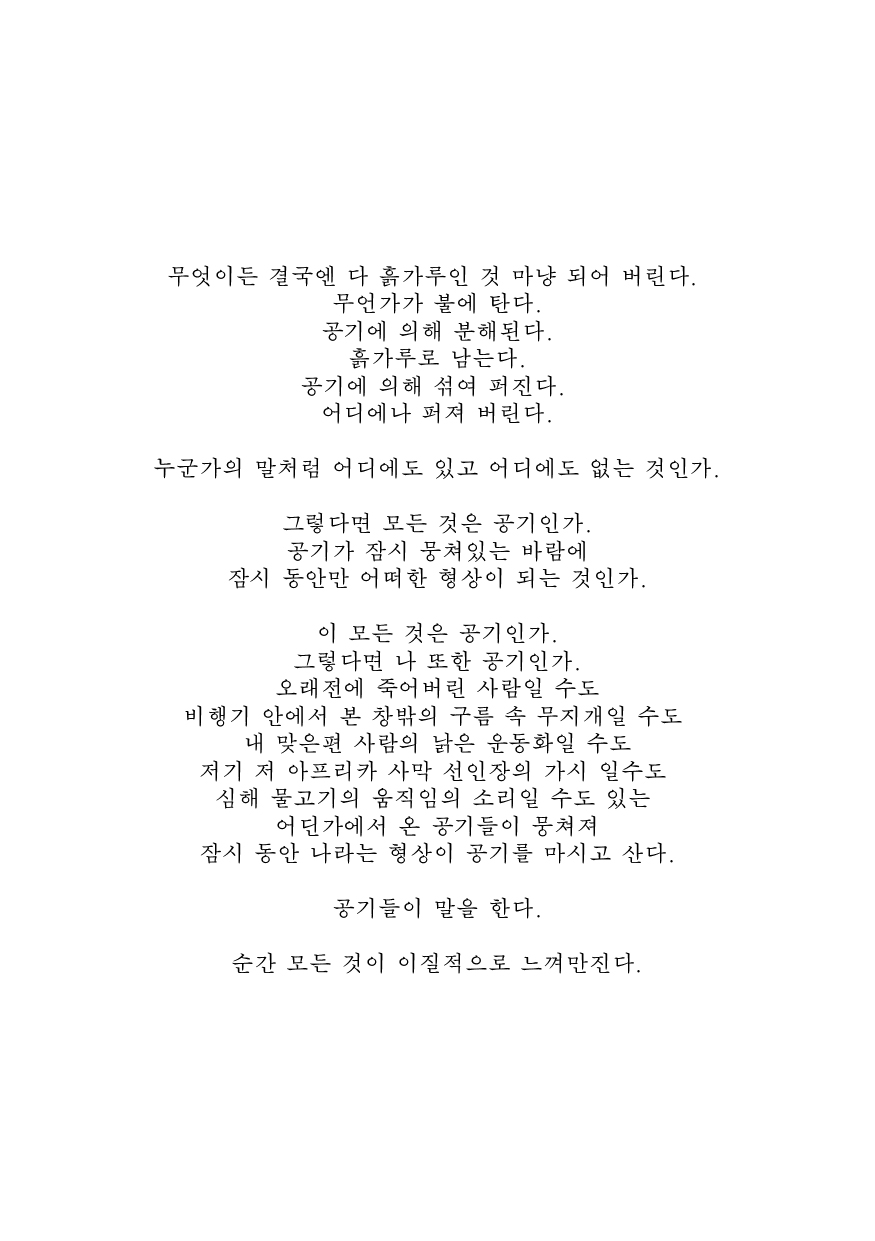 무엇이든 결국엔 다 흙가루인 것 마냥 되어 버린다.
무언가가 불에 탄다.
공기에 의해 분해된다.
흙가루로 남는다.
공기에 의해 섞여 퍼진다.
어디에나 퍼져 버린다.
누군가의 말처럼 어디에도 있고 어디에도 없는 것인가.
그렇다면 모든 것은 공기인가.
공기가 잠시 뭉쳐있는 바람에
잠시 동안만 어떠한 형상이 되는 것인가.
이 모든 것은 공기인가.
그렇다면 나 또한 공기인가.
오래전에 죽어버린 사람일 수도
비행기 안에서 본 창밖의 구름 속 무지개일 수도
내 맞은편 사람의 낡은 운동화일 수도
저기 저 아프리카 사막 선인장의 가시 일수도
심해 물고기의 움직임의 소리일 수도 있는
어딘가에서 온 공기들이 뭉쳐져
잠시 동안 나라는 형상이 공기를 마시고 산다.
공기들이 말을 한다.
순간 모든 것이 이질적으로 느껴만진다.